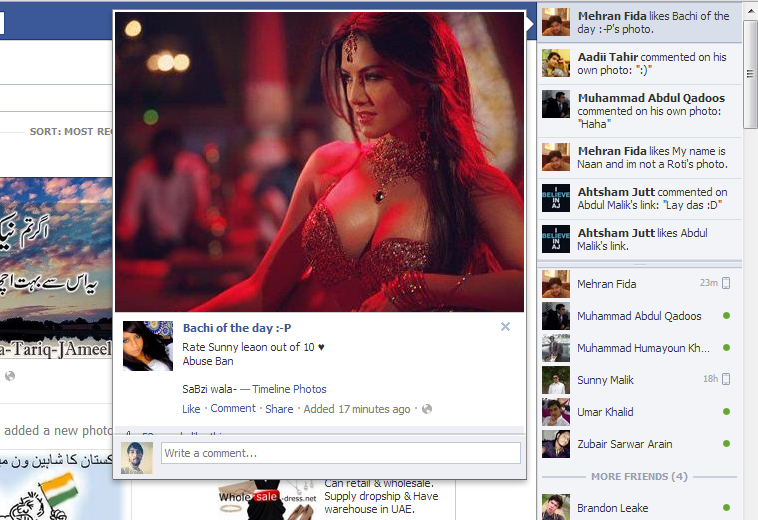 SORT: MOST REC
اگر تم نیک
یہ اس سے بہت اچھ
a-Tariq-JAmeel
added a new photo
پاکستان کا شاہین ون می
Bachi of the day :-P
Rate Sunny leaon out of 10 ♥
Abuse Ban
SaBzi wala- — Timeline Photos
Like · Comment · Share · Added 17 minutes ago ·
Write a comment...
Wholesale-dress.net
Can retail & wholesale.
Supply dropship & Have
warehouse in UAE.
Mehran Fida likes Bachi of the
day :-P's photo.
Aadii Tahir commented on his
own photo: ":)"
Muhammad Abdul Qadoos
commented on his own photo:
"Haha"
Mehran Fida likes My name is
Naan and im not a Roti's photo.
I
BELIEVE
IN
AJ
Ahtsham Jutt commented on
Abdul Malik's link: "Lay das :D"
I
BELIEVE
IN
AJ
Ahtsham Jutt likes Abdul
Malik's link.
Mehran Fida 23m
Muhammad Abdul Qadoos
Muhammad Humayoun Kh...
Sunny Malik 18h
Umar Khalid
Zubair Sarwar Arain
MORE FRIENDS (4)
Brandon Leake